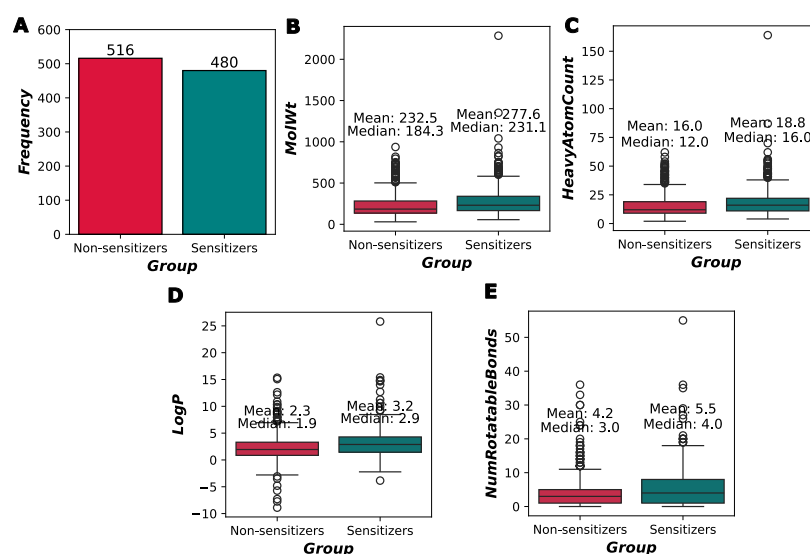 A
Frequency
600
500
400
300
200
100
0
516
480
Non-sensitizers
Sensitizers
Group
B
MolWt
2000
1500
1000
500
0
Mean: 232.5
Median: 184.3
Mean: 277.6
Median: 231.1
Non-sensitizers
Sensitizers
Group
C
HeavyAtomCount
150
125
100
75
50
25
0
Mean: 16.0
Median: 12.0
Mean: 18.8
Median: 16.0
Non-sensitizers
Sensitizers
Group
D
LogP
25
20
15
10
5
0
−5
−10
Mean: 2.3
Median: 1.9
Mean: 3.2
Median: 2.9
Non-sensitizers
Sensitizers
Group
E
NumRotatableBonds
50
40
30
20
10
0
Mean: 4.2
Median: 3.0
Mean: 5.5
Median: 4.0
Non-sensitizers
Sensitizers
Group